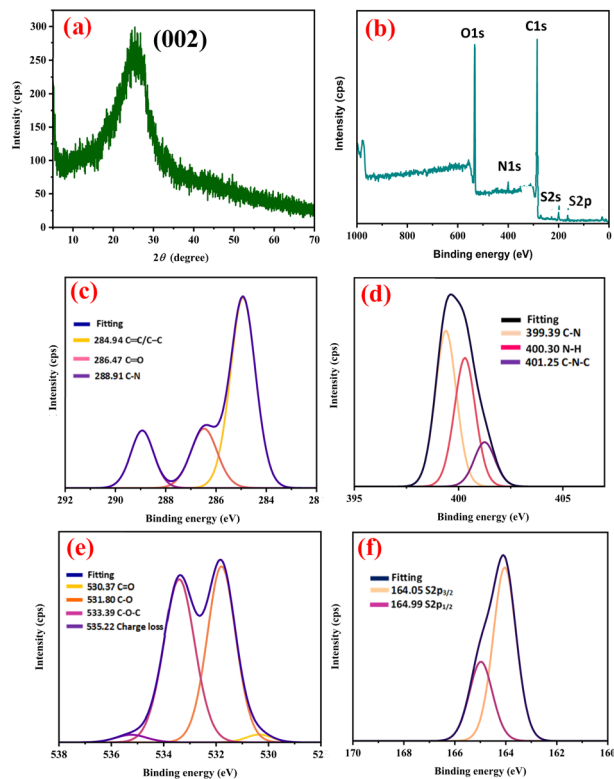 (a)
(002)
Intensity (cps)
300
250
200
150
100
50
0
10 20 30 40 50 60 70
2θ (degree)
(b)
C1s
O1s
N1s
S2s
S2p
Intensity (cps)
1000 800 600 400 200 0
Binding energy (eV)
(c)
Fitting
284.94 C=C/C−C
286.47 C=O
288.91 C-N
Intensity (cps)
292 290 288 286 284 28
Binding energy (eV)
(d)
Fitting
399.39 C-N
400.30 N-H
401.25 C-N-C
Intensity (cps)
395 400 405
Binding energy (eV)
(e)
Fitting
530.37 C=O
531.80 C-O
533.39 C-O-C
535.22 Charge loss
Intensity (cps)
538 536 534 532 530 52
Binding energy (eV)
(f)
Fitting
164.05 S2p3/2
164.99 S2p1/2
Intensity (cps)
170 168 166 164 162 160
Binding energy (eV)